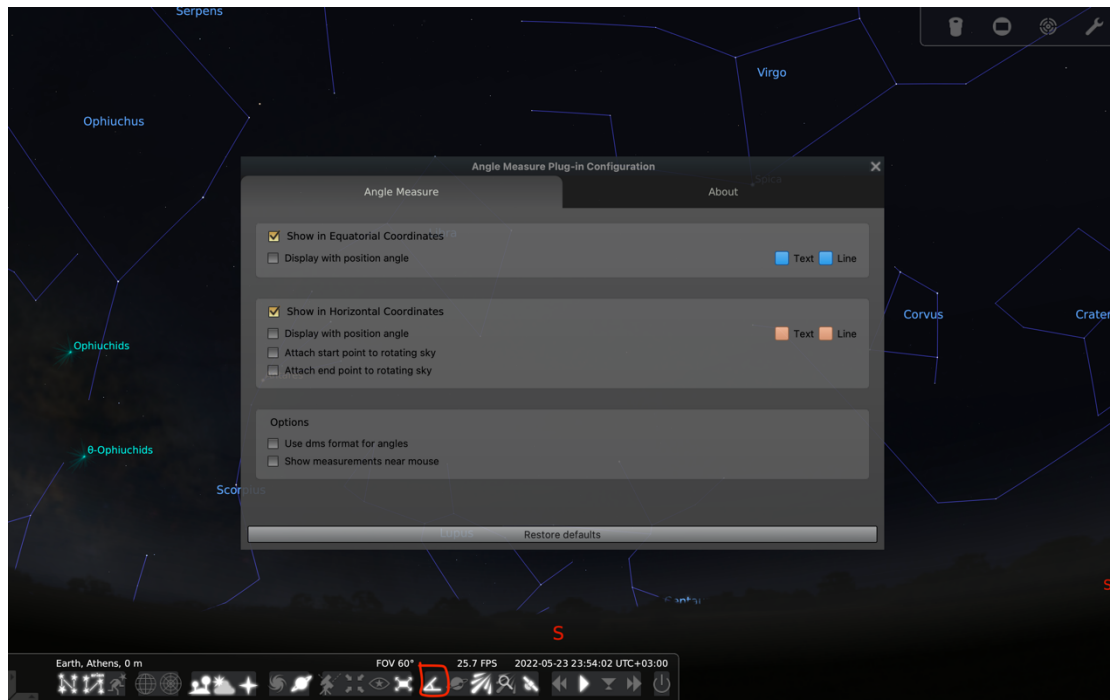 Serpens
Virgo
Ophiuchus
Angle Measure Plug-in Configuration
Angle Measure
About
Spica
Show in Equatorial Coordinates
Display with position angle
Text
Line
Show in Horizontal Coordinates
Display with position angle
Text
Line
Attach start point to rotating sky
Attach end point to rotating sky
Corvus
Crater
Ophiuchids
Options
Use dms format for angles
Show measurements near mouse
θ-Ophiuchids
Scorpius
Lupus
Restore defaults
S
S
Earth, Athens, 0 m
FOV 60°
25.7 FPS
2022-05-23 23:54:02 UTC+03:00